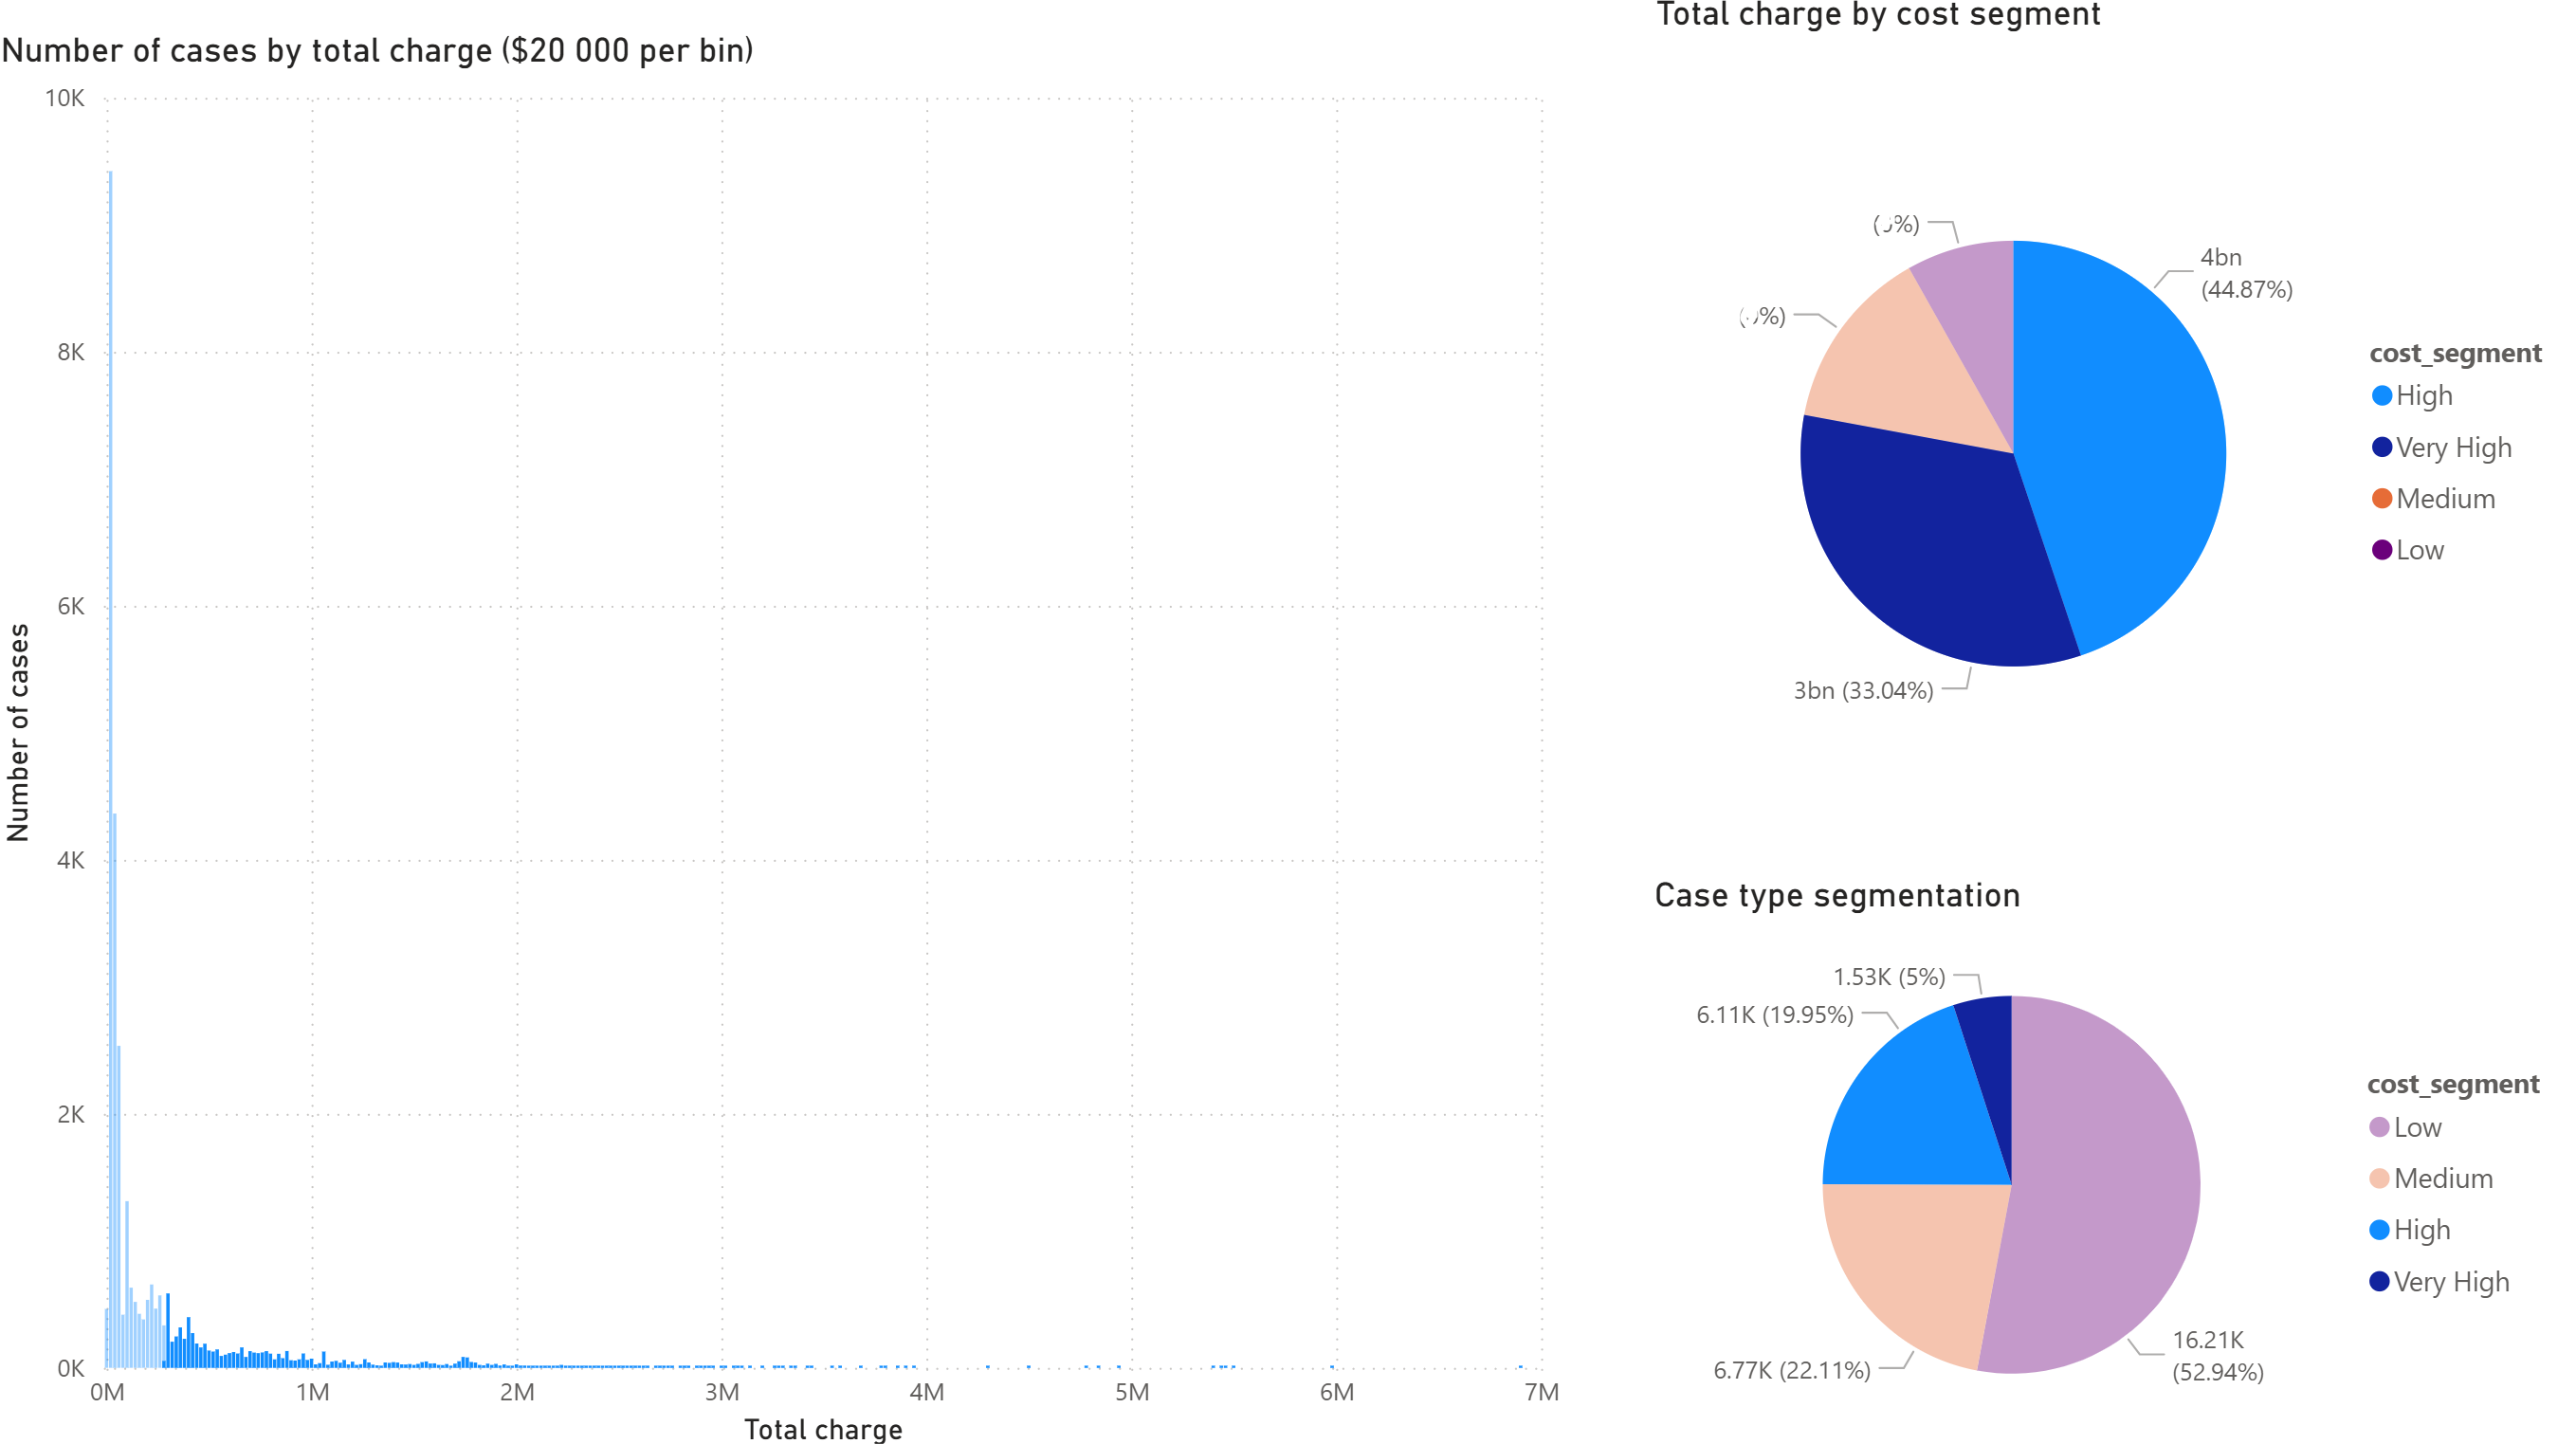 Total charge by cost segment
Number of cases by total charge ($20 000 per bin)
10K
8K
6K
4K
2K
0K
Number of cases
0M
1M
2M
3M
4M
5M
6M
7M
Total charge
4bn
(44.87%)
3bn (33.04%)
cost_segment
High
Very High
Medium
Low
Case type segmentation
1.53K (5%)
6.11K (19.95%)
6.77K (22.11%)
16.21K
(52.94%)
cost_segment
Low
Medium
High
Very High